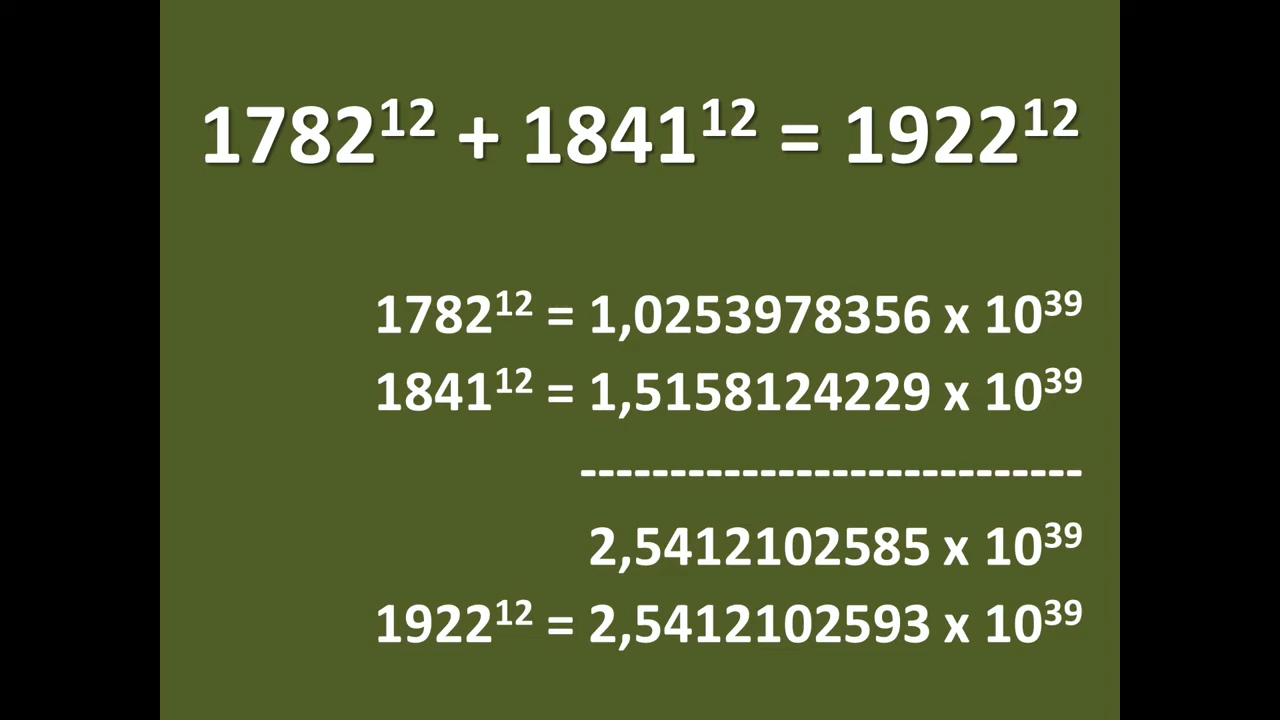 1782¹² + 1841¹² = 1922¹²
1782¹² = 1,0253978356 x 10³⁹
1841¹² = 1,5158124229 x 10³⁹
----------------------------
2,5412102585 x 10³⁹
1922¹² = 2,5412102593 x 10³⁹